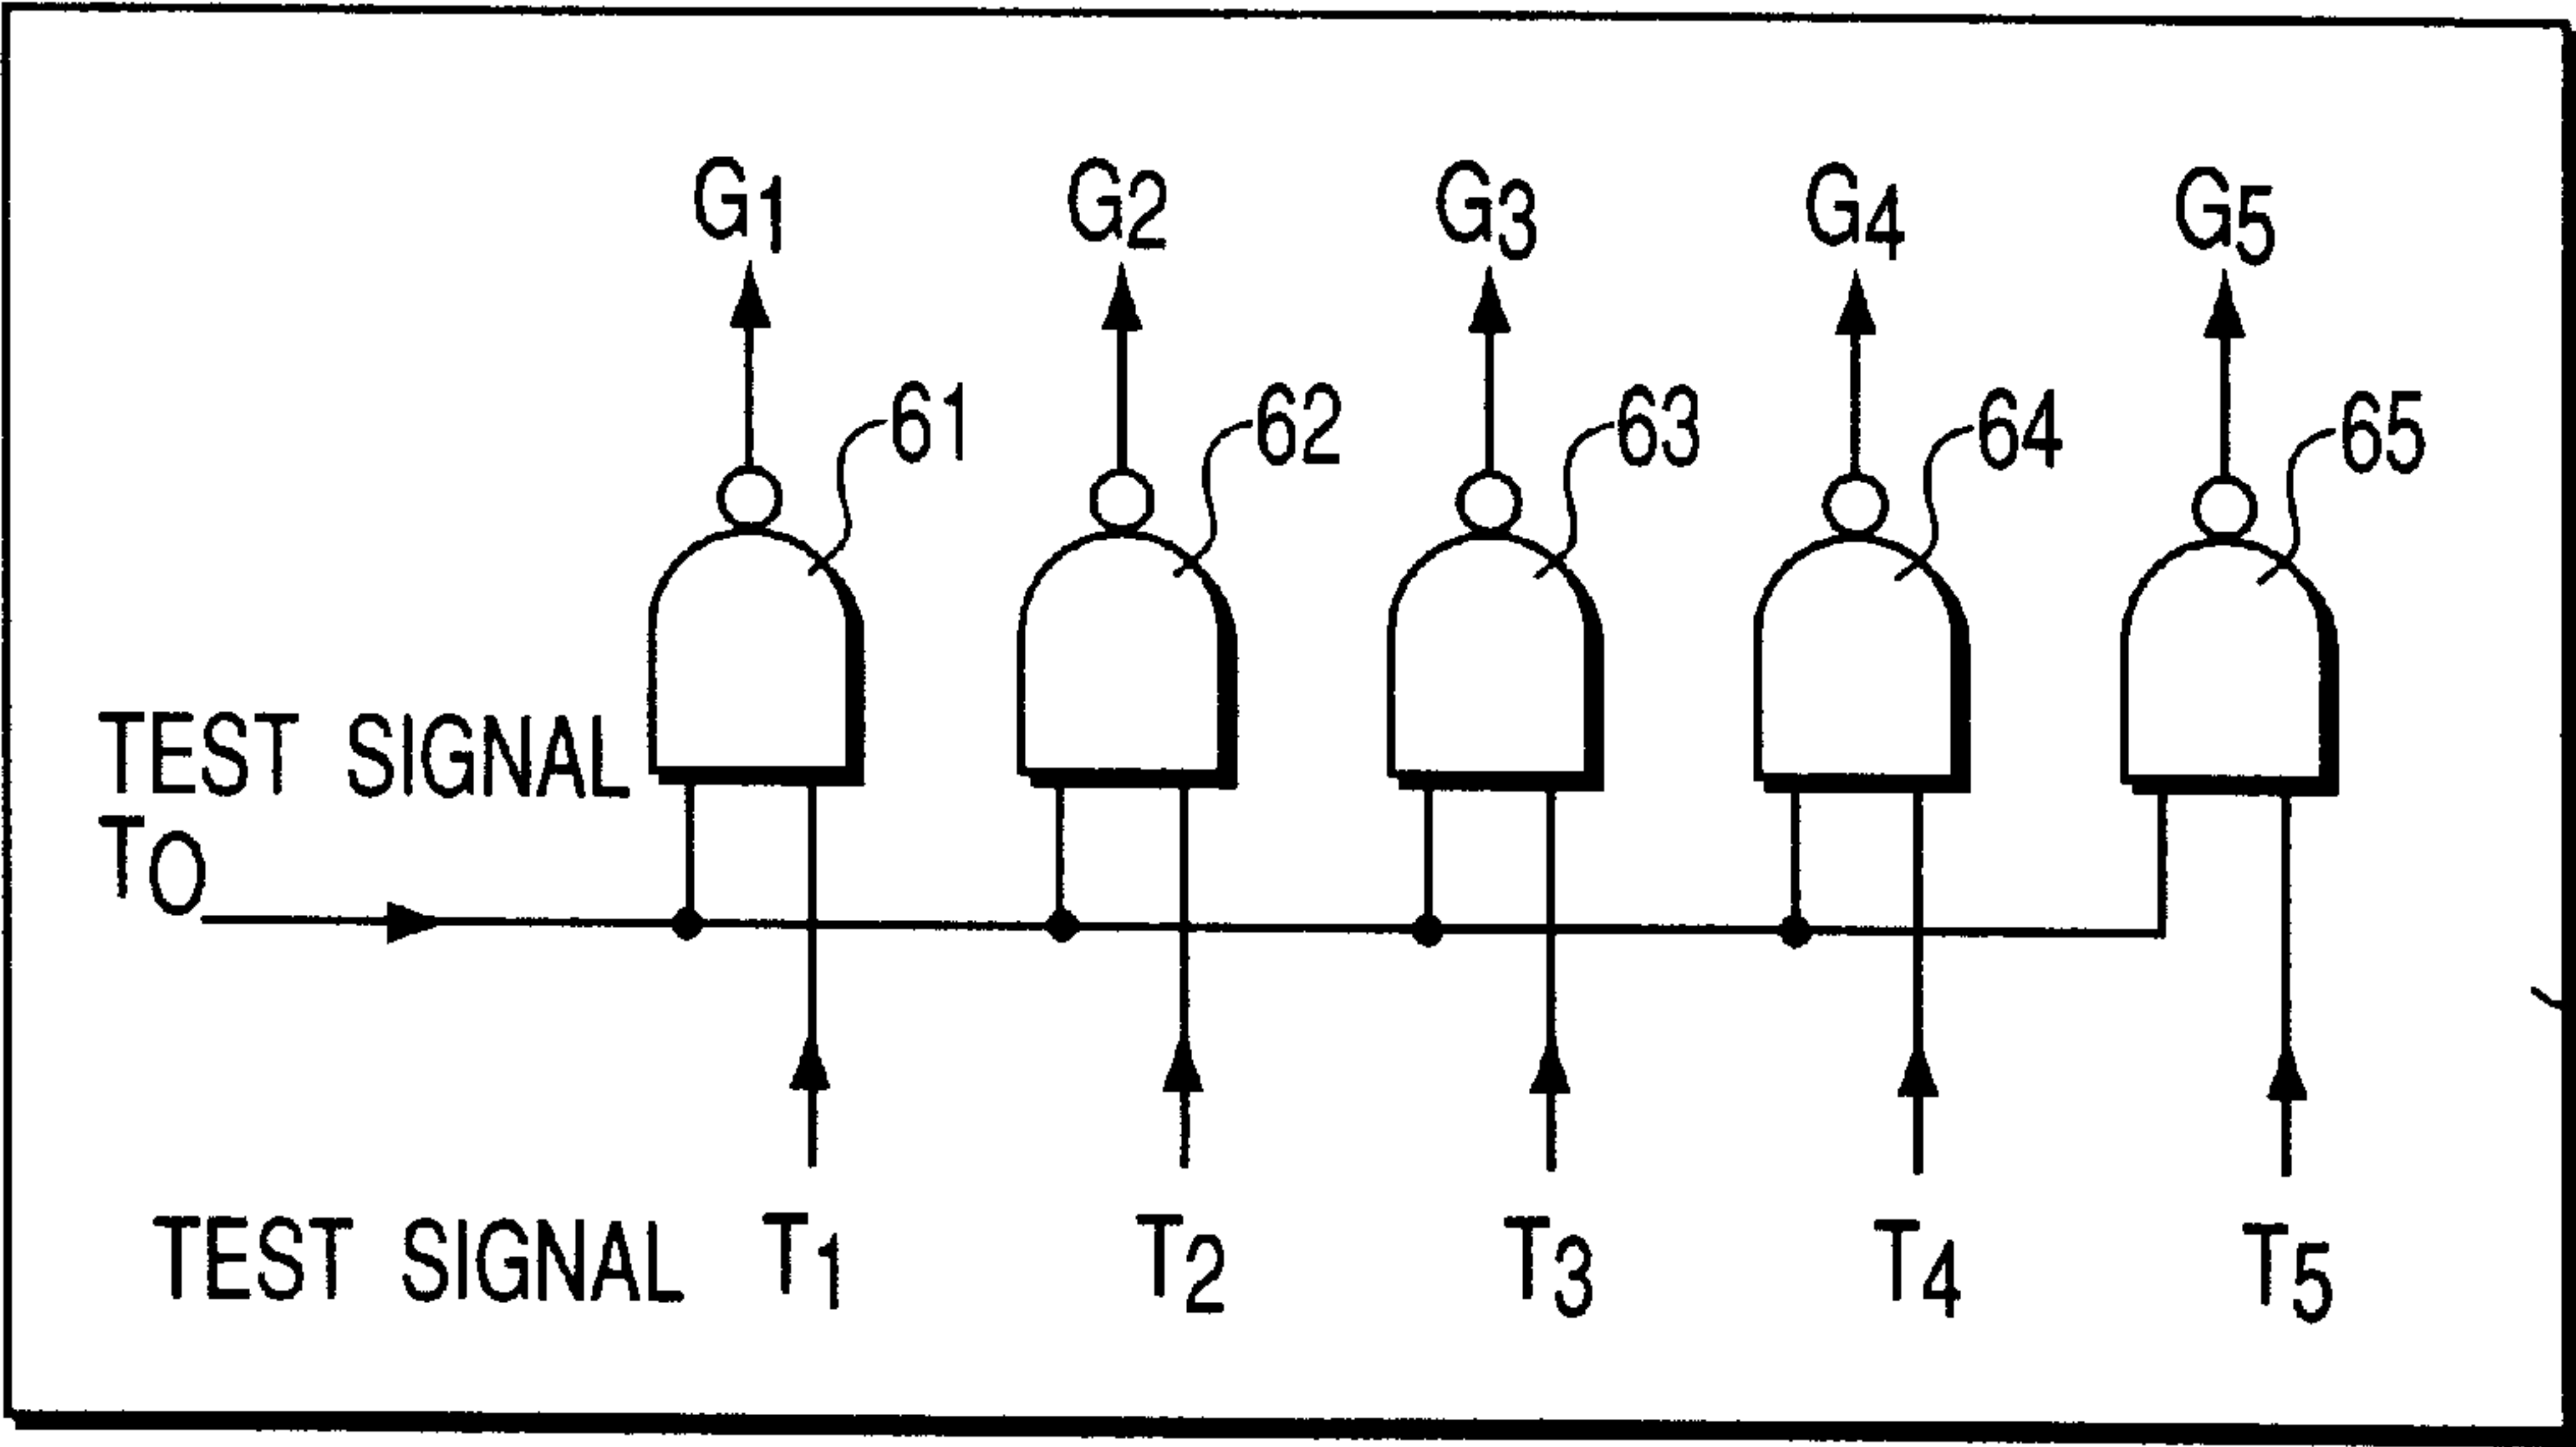 G1 G2 G3 G4 G5
61 62 63 64 65
TEST SIGNAL
TO
TEST SIGNAL T1 T2 T3 T4 T5